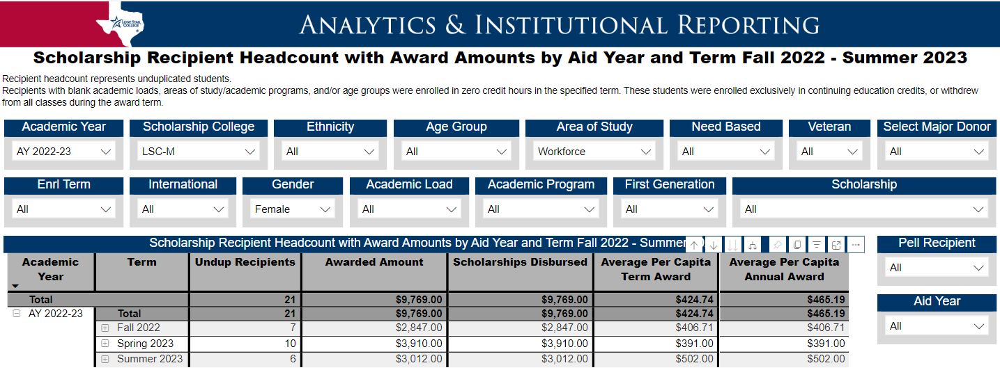 LONE STAR
COLLEGE
ANALYTICS & INSTITUTIONAL REPORTING
Scholarship Recipient Headcount with Award Amounts by Aid Year and Term Fall 2022 - Summer 2023
Recipient headcount represents unduplicated students.
Recipients with blank academic loads, areas of study/academic programs, and/or age groups were enrolled in zero credit hours in the specified term. These students were enrolled exclusively in continuing education credits, or withdrew
from all classes during the award term.
Academic Year Scholarship College Ethnicity Age Group Area of Study Need Based Veteran Select Major Donor
AY 2022-23 LSC-M All All Workforce All All All
Enrl Term International Gender Academic Load Academic Program First Generation Scholarship
All All Female All All All All
Scholarship Recipient Headcount with Award Amounts by Aid Year and Term Fall 2022 - Summer
Pell Recipient
All
Aid Year
All
Academic Year Term Undup Recipients Awarded Amount Scholarships Disbursed Average Per Capita Term Award Average Per Capita Annual Award
Total 21 $9,769.00 $9,769.00 $424.74 $465.19
AY 2022-23 Total 21 $9,769.00 $9,769.00 $424.74 $465.19
Fall 2022 7 $2,847.00 $2,847.00 $406.71 $406.71
Spring 2023 10 $3,910.00 $3,910.00 $391.00 $391.00
Summer 2023 6 $3,012.00 $3,012.00 $502.00 $502.00